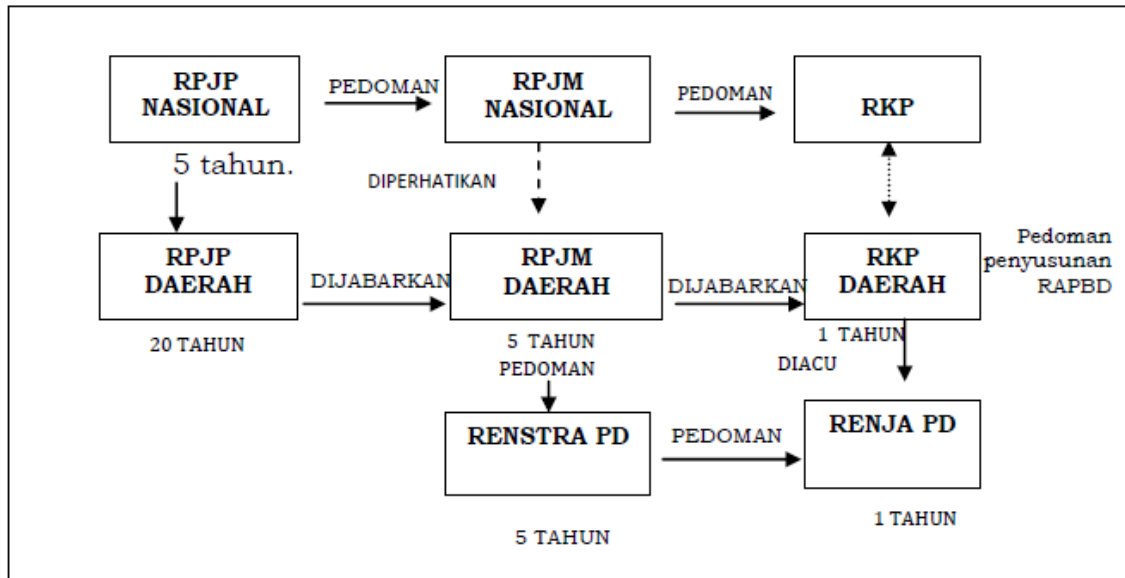 RPJP
NASIONAL
PEDOMAN
RPJM
NASIONAL
PEDOMAN
RKP
5 tahun.
DIPERHATIKAN
RPJP
DAERAH
DIJABARKAN
RPJM
DAERAH
DIJABARKAN
RKP
DAERAH
Pedoman
penyusunan
RAPBD
20 TAHUN
5 TAHUN
1 TAHUN
PEDOMAN
DIACU
RENSTRA PD
PEDOMAN
RENJA PD
5 TAHUN
1 TAHUN